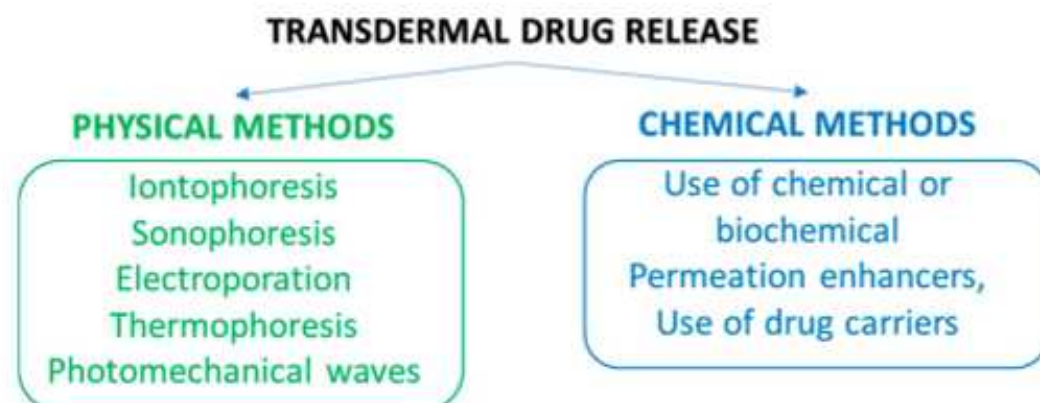 TRANSDERMAL DRUG RELEASE
PHYSICAL METHODS
Iontophoresis
Sonophoresis
Electroporation
Thermophoresis
Photomechanical waves
CHEMICAL METHODS
Use of chemical or
biochemical
Permeation enhancers,
Use of drug carriers